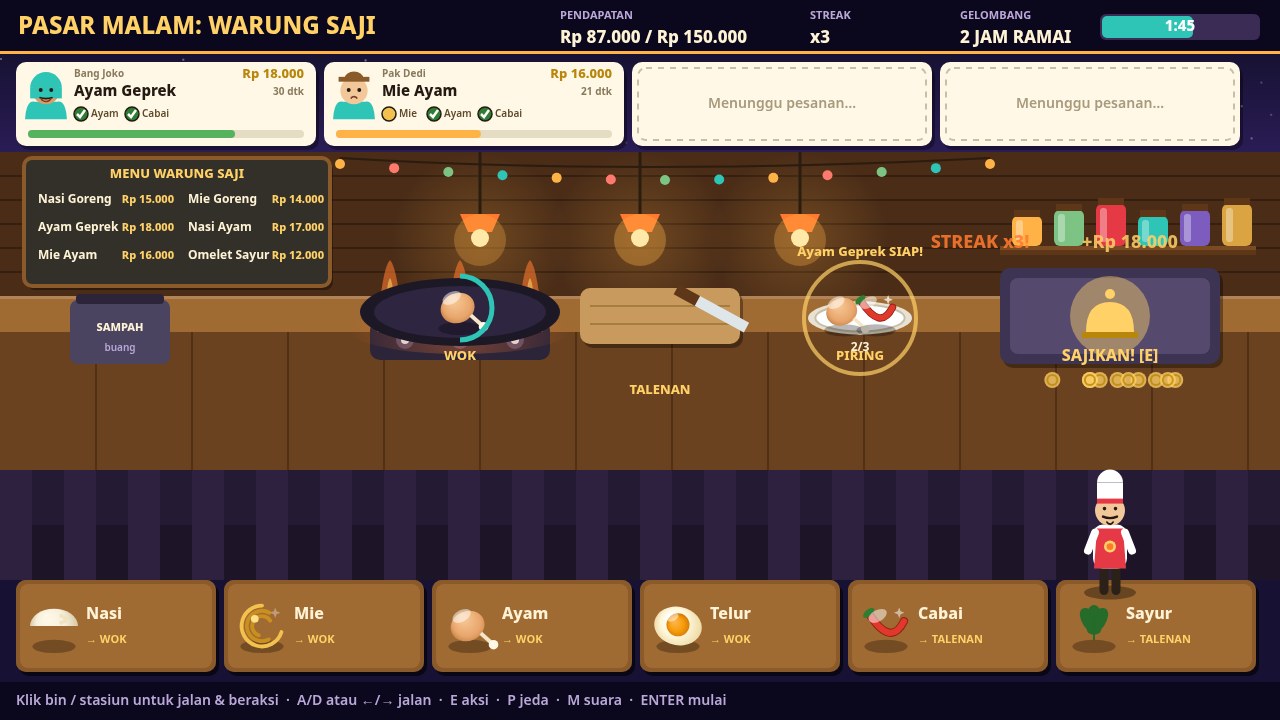 PASAR MALAM: WARUNG SAJI
PENDAPATAN
Rp 87.000 / Rp 150.000
STREAK
x3
GELOMBANG
2 JAM RAMAI
1:45
Bang Joko
Rp 18.000
Ayam Geprek
30 dtk
Ayam Cabai
Pak Dedi
Rp 16.000
Mie Ayam
21 dtk
Mie Ayam Cabai
Menunggu pesanan...
Menunggu pesanan...
MENU WARUNG SAJI
Nasi Goreng Rp 15.000 Mie Goreng Rp 14.000
Ayam Geprek Rp 18.000 Nasi Ayam Rp 17.000
Mie Ayam Rp 16.000 Omelet Sayur Rp 12.000
STREAK x3!
+Rp 18.000
Ayam Geprek SIAP!
SAMPAH
buang
WOK
TALENAN
2/3
PIRING
SAJIKAN! [E]
Nasi
→ WOK
Mie
→ WOK
Ayam
→ WOK
Telur
→ WOK
Cabai
→ TALENAN
Sayur
→ TALENAN
Klik bin / stasiun untuk jalan & beraksi · A/D atau ←/→ jalan · E aksi · P jeda · M suara · ENTER mulai